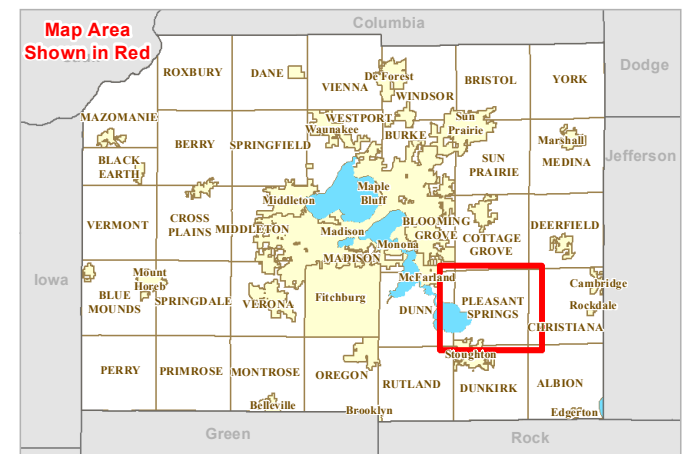 Map Area
Shown in Red
Columbia
Dodge
Jefferson
Iowa
Green
Rock
ROXBURY
DANE
VIENNA
De Forest
WINDSOR
BRISTOL
YORK
MAZOMANIE
BERRY
SPRINGFIELD
WESTPORT
Waunakee
BURKE
Sun
Prairie
Marshall
MEDINA
BLACK
EARTH
SUN
PRAIRIE
Middleton
Maple
Bluff
VERMONT
CROSS
PLAINS
MIDDLETON
Madison
MADISON
Monona
BLOOMING
GROVE
COTTAGE
GROVE
DEERFIELD
Mount
Horeb
BLUE
MOUNDS
SPRINGDALE
VERONA
Fitchburg
McFarland
DUNN
PLEASANT
SPRINGS
Cambridge
Rockdale
CHRISTIANA
PERRY
PRIMROSE
MONTROSE
OREGON
RUTLAND
Stoughton
DUNKIRK
ALBION
Belleville
Brooklyn
Edgerton